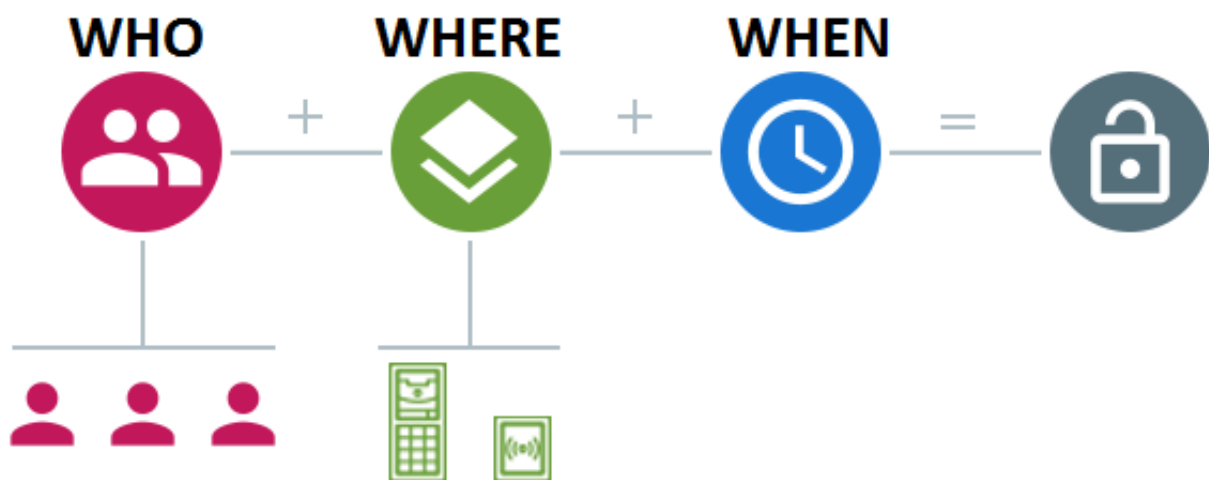 WHO WHERE WHEN
+ + =